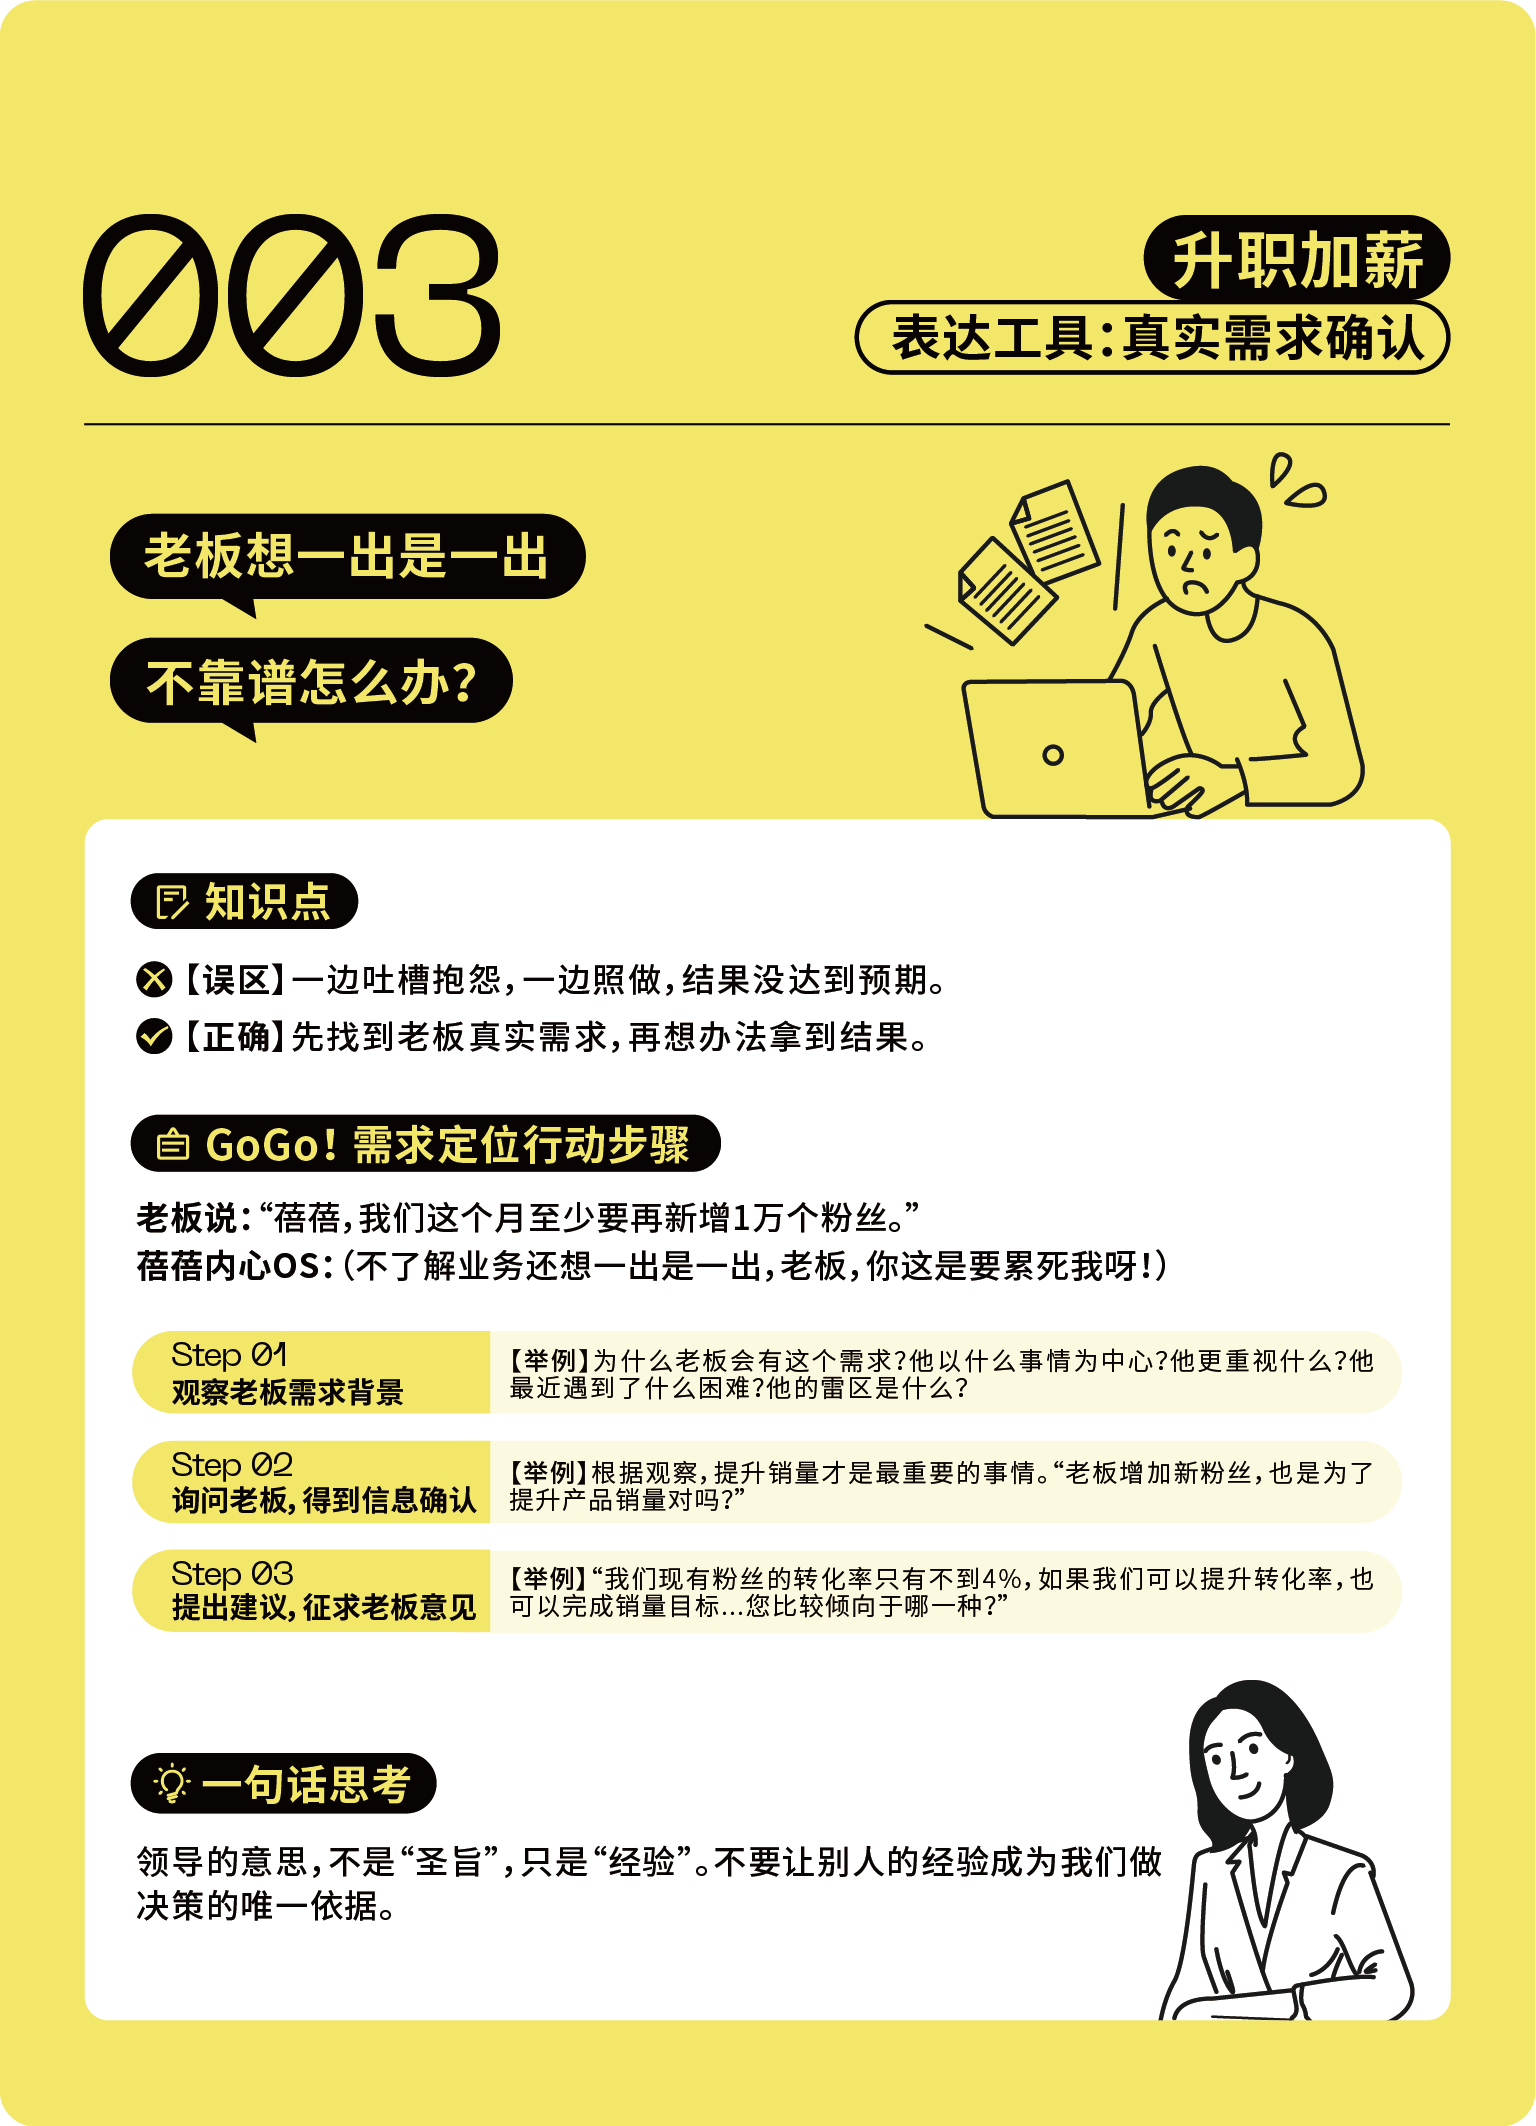 003
升职加薪
表达工具：真实需求确认
老板想一出是一出
不靠谱怎么办？
知识点
【误区】一边吐槽抱怨，一边照做，结果没达到预期。
【正确】先找到老板真实需求，再想办法拿到结果。
GoGo！需求定位行动步骤
老板说：“蓓蓓，我们这个月至少要再新增1万个粉丝。”
蓓蓓内心OS：（不了解业务还想一出是一出，老板，你这是要累死我呀！）
Step 01
观察老板需求背景
【举例】为什么老板会有这个需求？他以什么事情为中心？他更重视什么？他
最近遇到了什么困难？他的雷区是什么？
Step 02
询问老板，得到信息确认
【举例】根据观察，提升销量才是最重要的事情。“老板增加新粉丝，也是为了
提升产品销量对吗？”
Step 03
提出建议，征求老板意见
【举例】“我们现有粉丝的转化率只有不到4%，如果我们可以提升转化率，也
可以完成销量目标...您比较倾向于哪一种？”
一句话思考
领导的意思，不是“圣旨”，只是“经验”。不要让别人的经验成为我们做
决策的唯一依据。